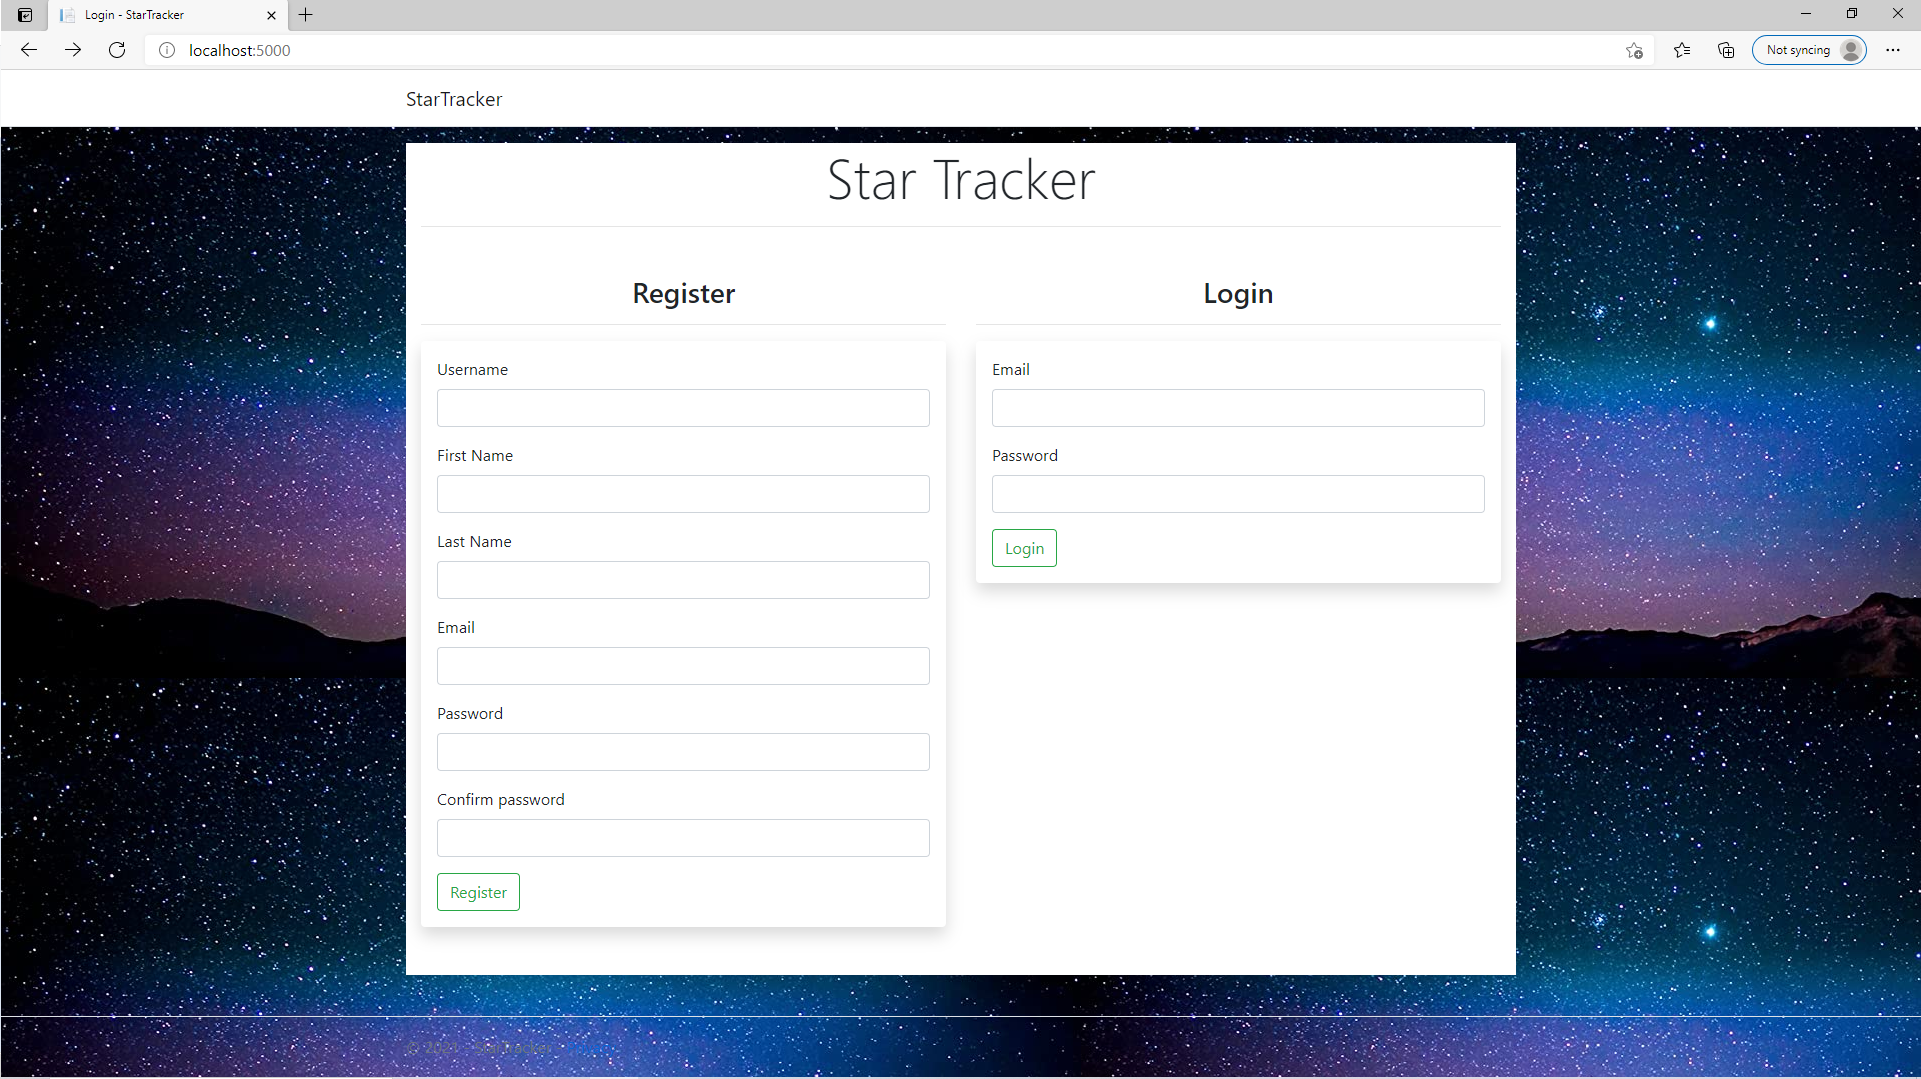 Login - StarTracker
localhost:5000
Not syncing
StarTracker
Star Tracker
Register
Username
First Name
Last Name
Email
Password
Confirm password
Register
Login
Email
Password
Login
© 2021 - StarTracker -